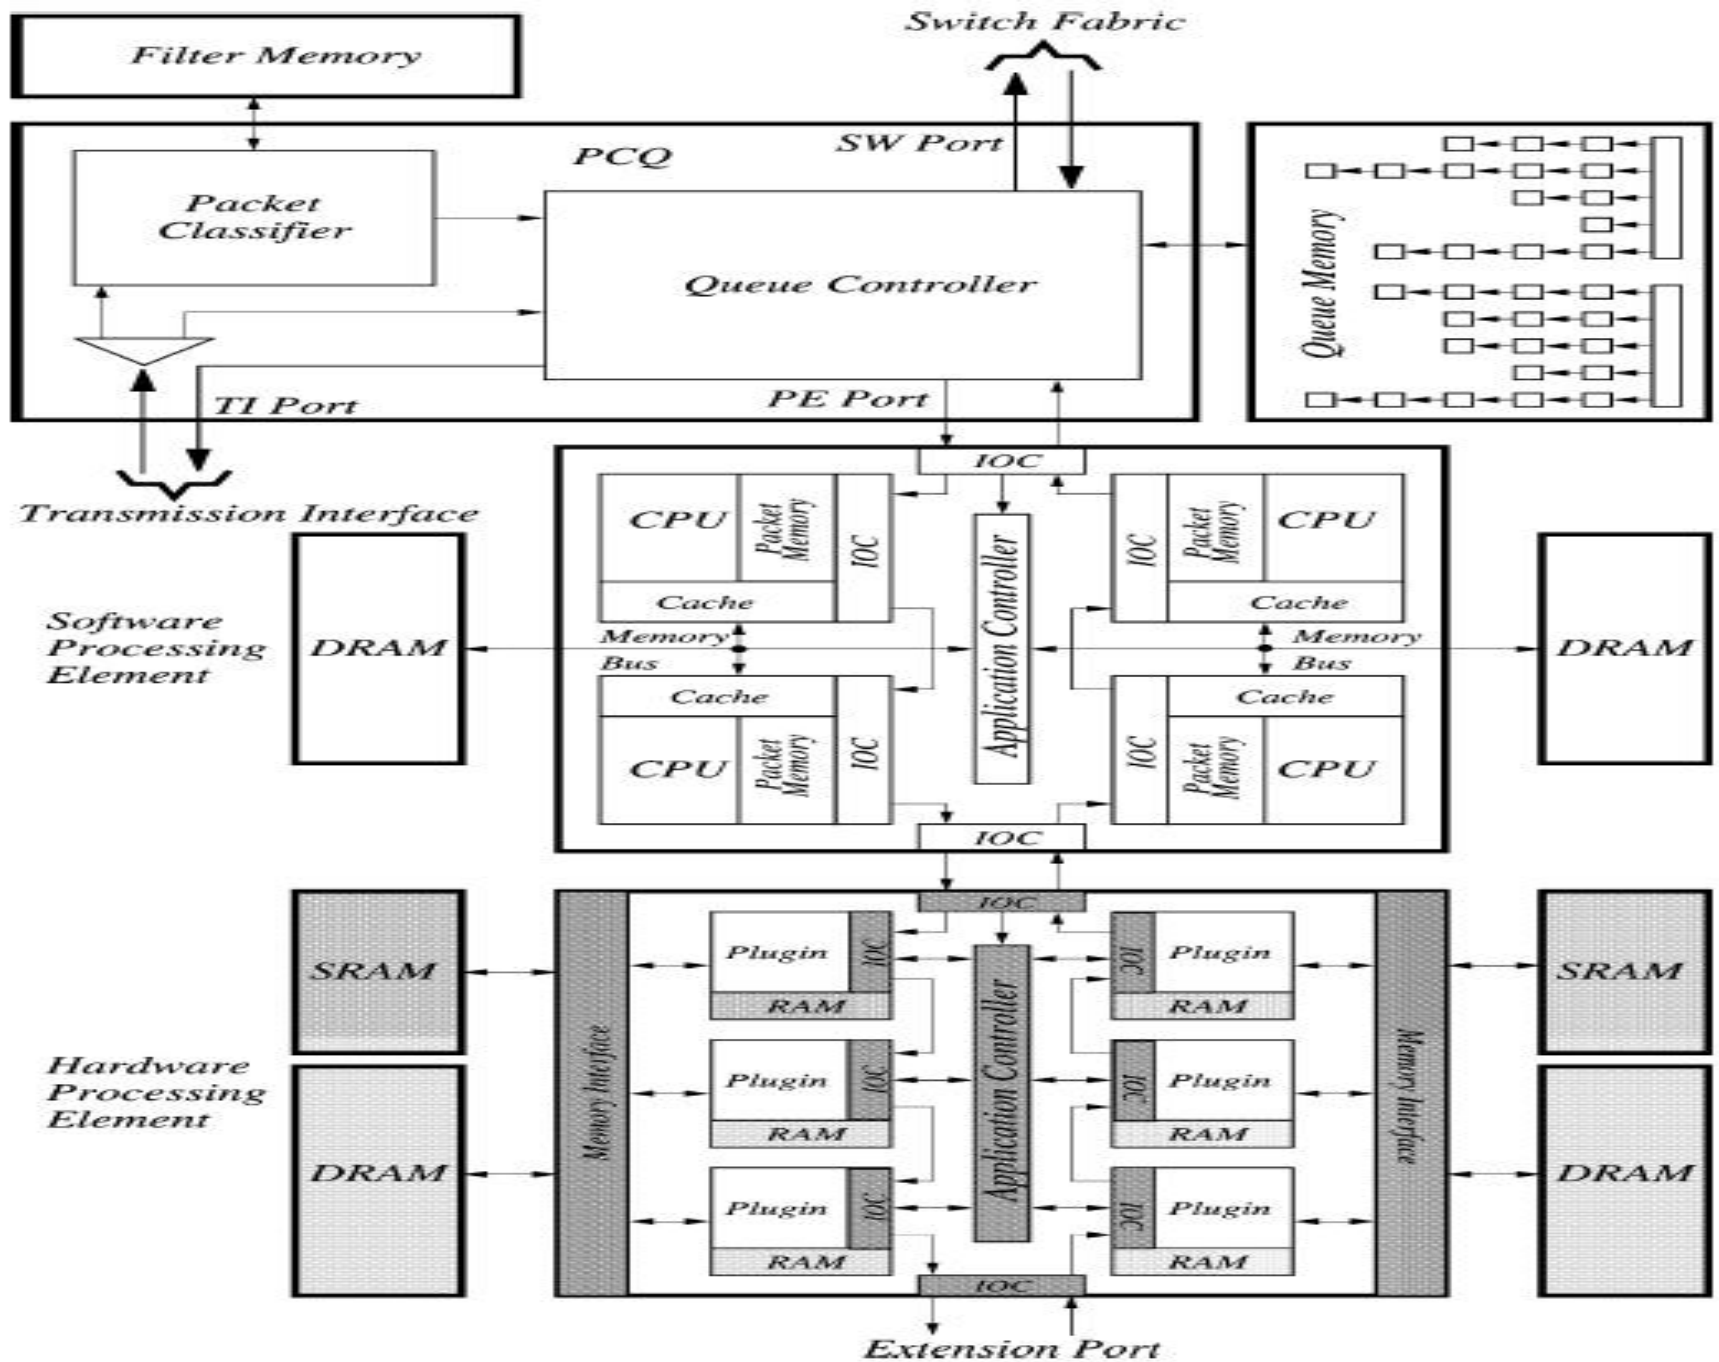 Switch Fabric
Filter Memory
PCQ
SW Port
Packet
Classifier
Queue Controller
Queue Memory
TI Port
PE Port
Transmission Interface
IOC
CPU
Packet
Memory
IOC
Cache
Application Controller
IOC
Packet
Memory
CPU
Cache
Software
Processing
Element
DRAM
Memory
Bus
Memory
Bus
DRAM
Cache
CPU
Packet
Memory
IOC
IOC
Cache
Packet
Memory
CPU
IOC
IOC
SRAM
Memory Interface
Plugin
IOC
RAM
Application Controller
IOC
Plugin
RAM
Memory Interface
SRAM
Hardware
Processing
Element
Plugin
IOC
RAM
IOC
Plugin
RAM
DRAM
Plugin
IOC
RAM
IOC
Plugin
RAM
DRAM
IOC
Extension Port